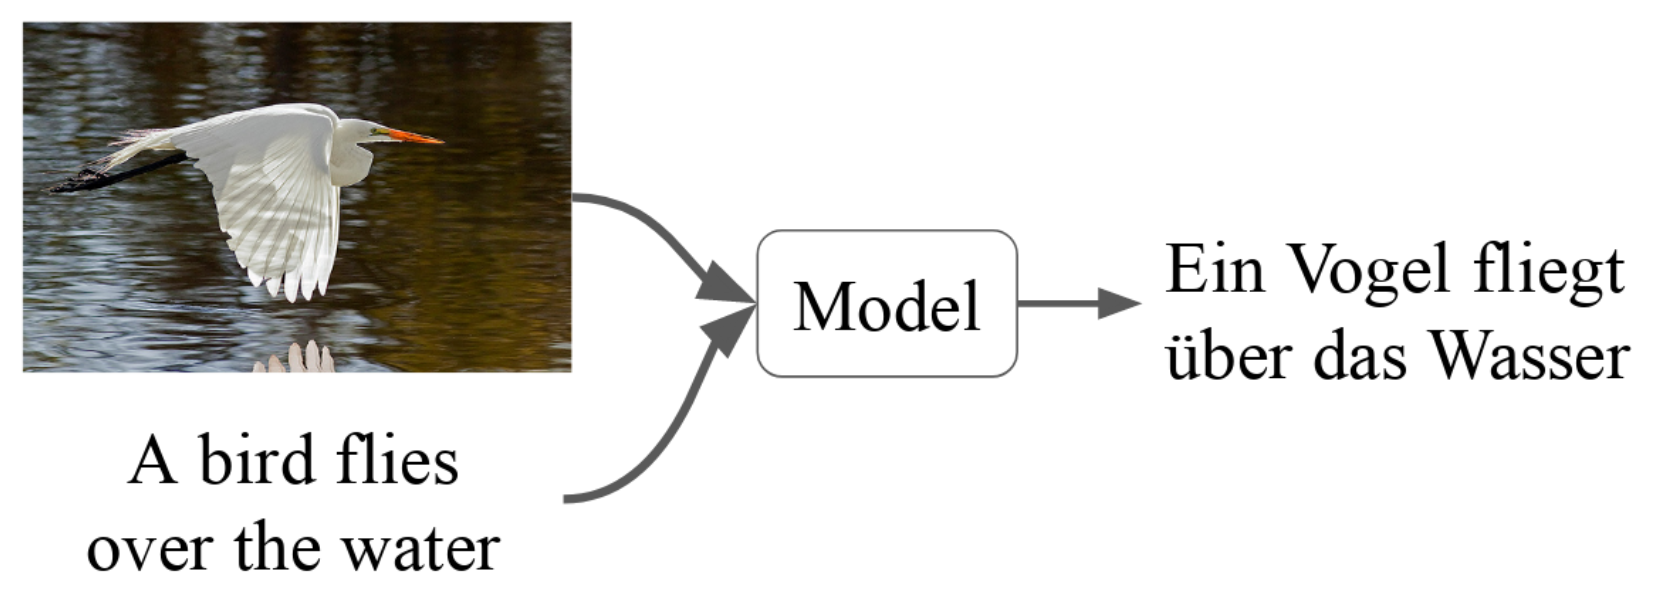 A bird flies
over the water
Model
Ein Vogel fliegt
über das Wasser